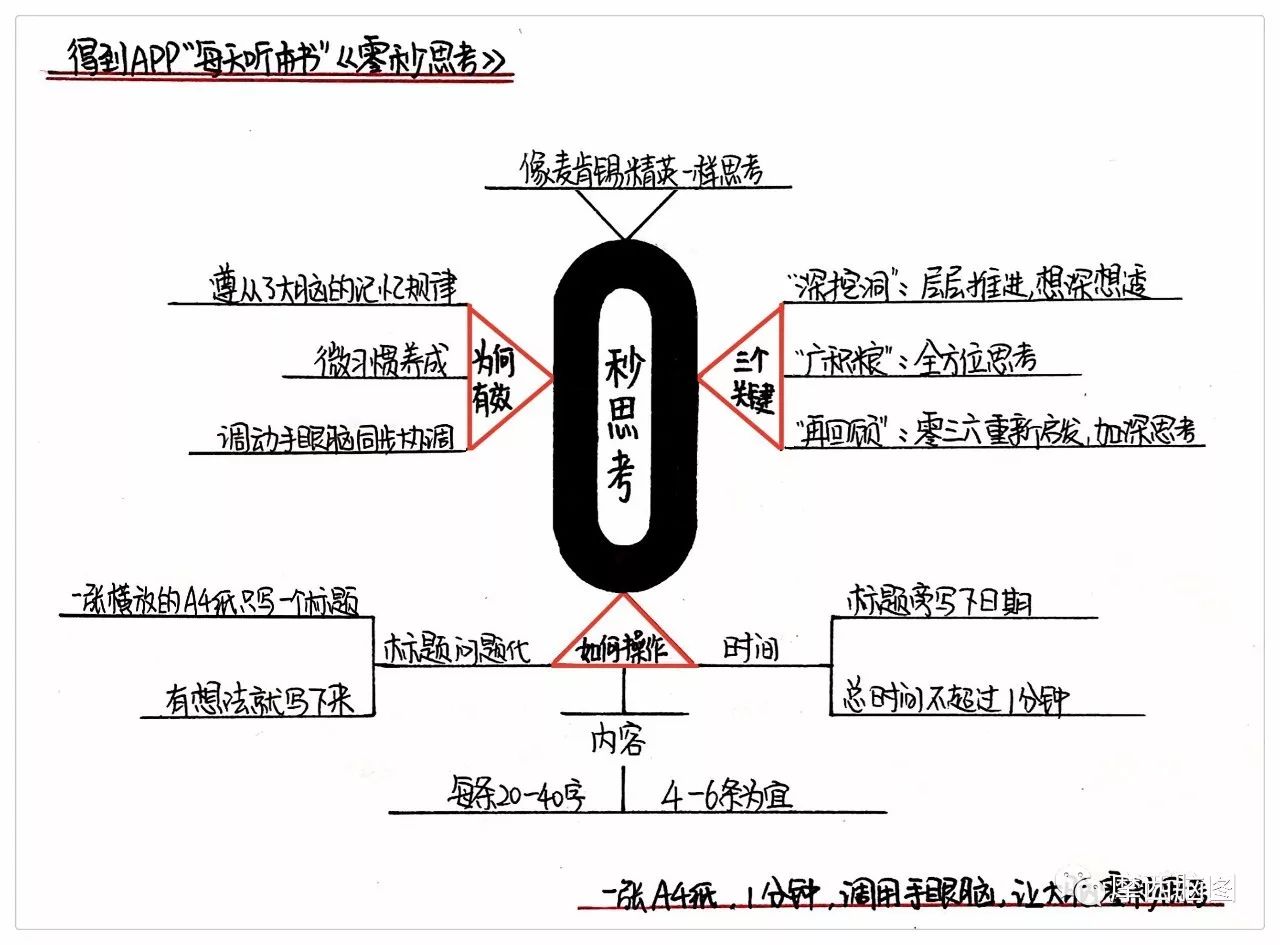 得到APP“每天听本书”《零秒思考》
像麦肯锡精英一样思考
遵从了大脑的记忆规律
微习惯养成
调动手眼脑同步协调
为何
有效
秒思考
三个
关键
“深挖洞”：层层推进，想深想透
“广积粮”：全方位思考
“再回顾”：零三六重新启发，加深思考
一张横放的A4纸只写一个标题
有想法就写下来
标题问题化
如何操作
时间
标题旁写下日期
总时间不超过1分钟
内容
每条20-40字
4-6条为宜
一张A4纸，1分钟，调用手眼脑，让大
脑图